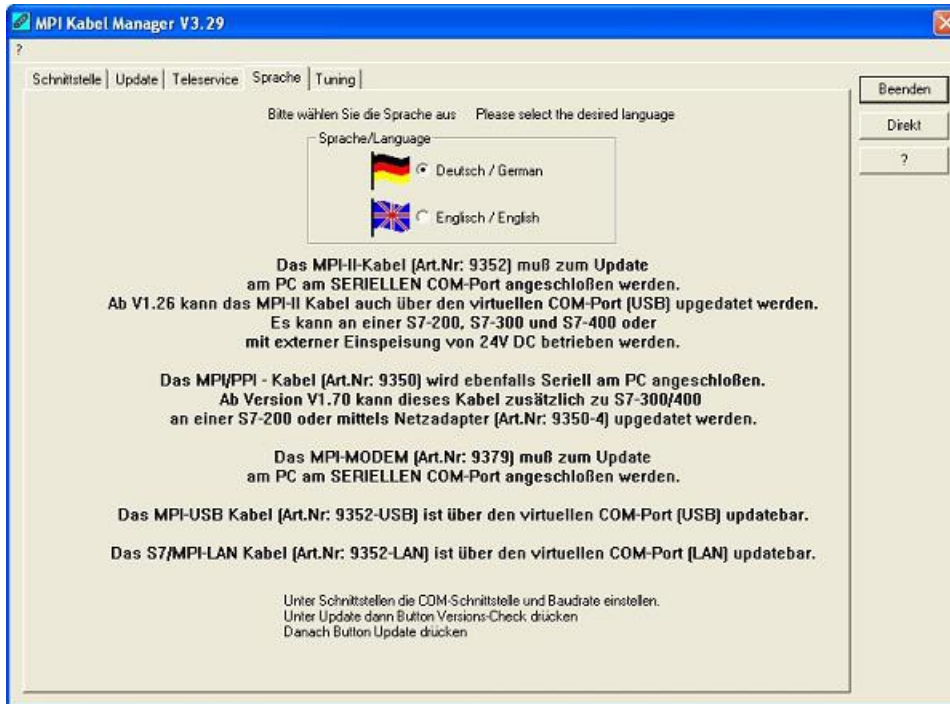 MPI Kabel Manager V3.29
?
Schnittstelle Update Teleservice Sprache Tuning
Beenden
Direkt
?
Bitte wählen Sie die Sprache aus Please select the desired language
Sprache/Language
Deutsch / German
Englisch / English
Das MPI-II-Kabel (Art.Nr: 9352) muß zum Update
am PC am SERIELLEN COM-Port angeschloßen werden.
Ab V1.26 kann das MPI-II Kabel auch über den virtuellen COM-Port (USB) upgedatet werden.
Es kann an einer S7-200, S7-300 und S7-400 oder
mit externer Einspeisung von 24V DC betrieben werden.
Das MPI/PPI - Kabel (Art.Nr: 9350) wird ebenfalls Seriell am PC angeschloßen.
Ab Version V1.70 kann dieses Kabel zusätzlich zu S7-300/400
an einer S7-200 oder mittels Netzadapter (Art.Nr: 9350-4) upgedatet werden.
Das MPI-MODEM (Art.Nr: 9379) muß zum Update
am PC am SERIELLEN COM-Port angeschloßen werden.
Das MPI-USB Kabel (Art.Nr: 9352-USB) ist über den virtuellen COM-Port (USB) updatebar.
Das S7/MPI-LAN Kabel (Art.Nr: 9352-LAN) ist über den virtuellen COM-Port (LAN) updatebar.
Unter Schnittstellen die COM-Schnittstelle und Baudrate einstellen.
Unter Update dann Button Versions-Check drücken
Danach Button Update drücken